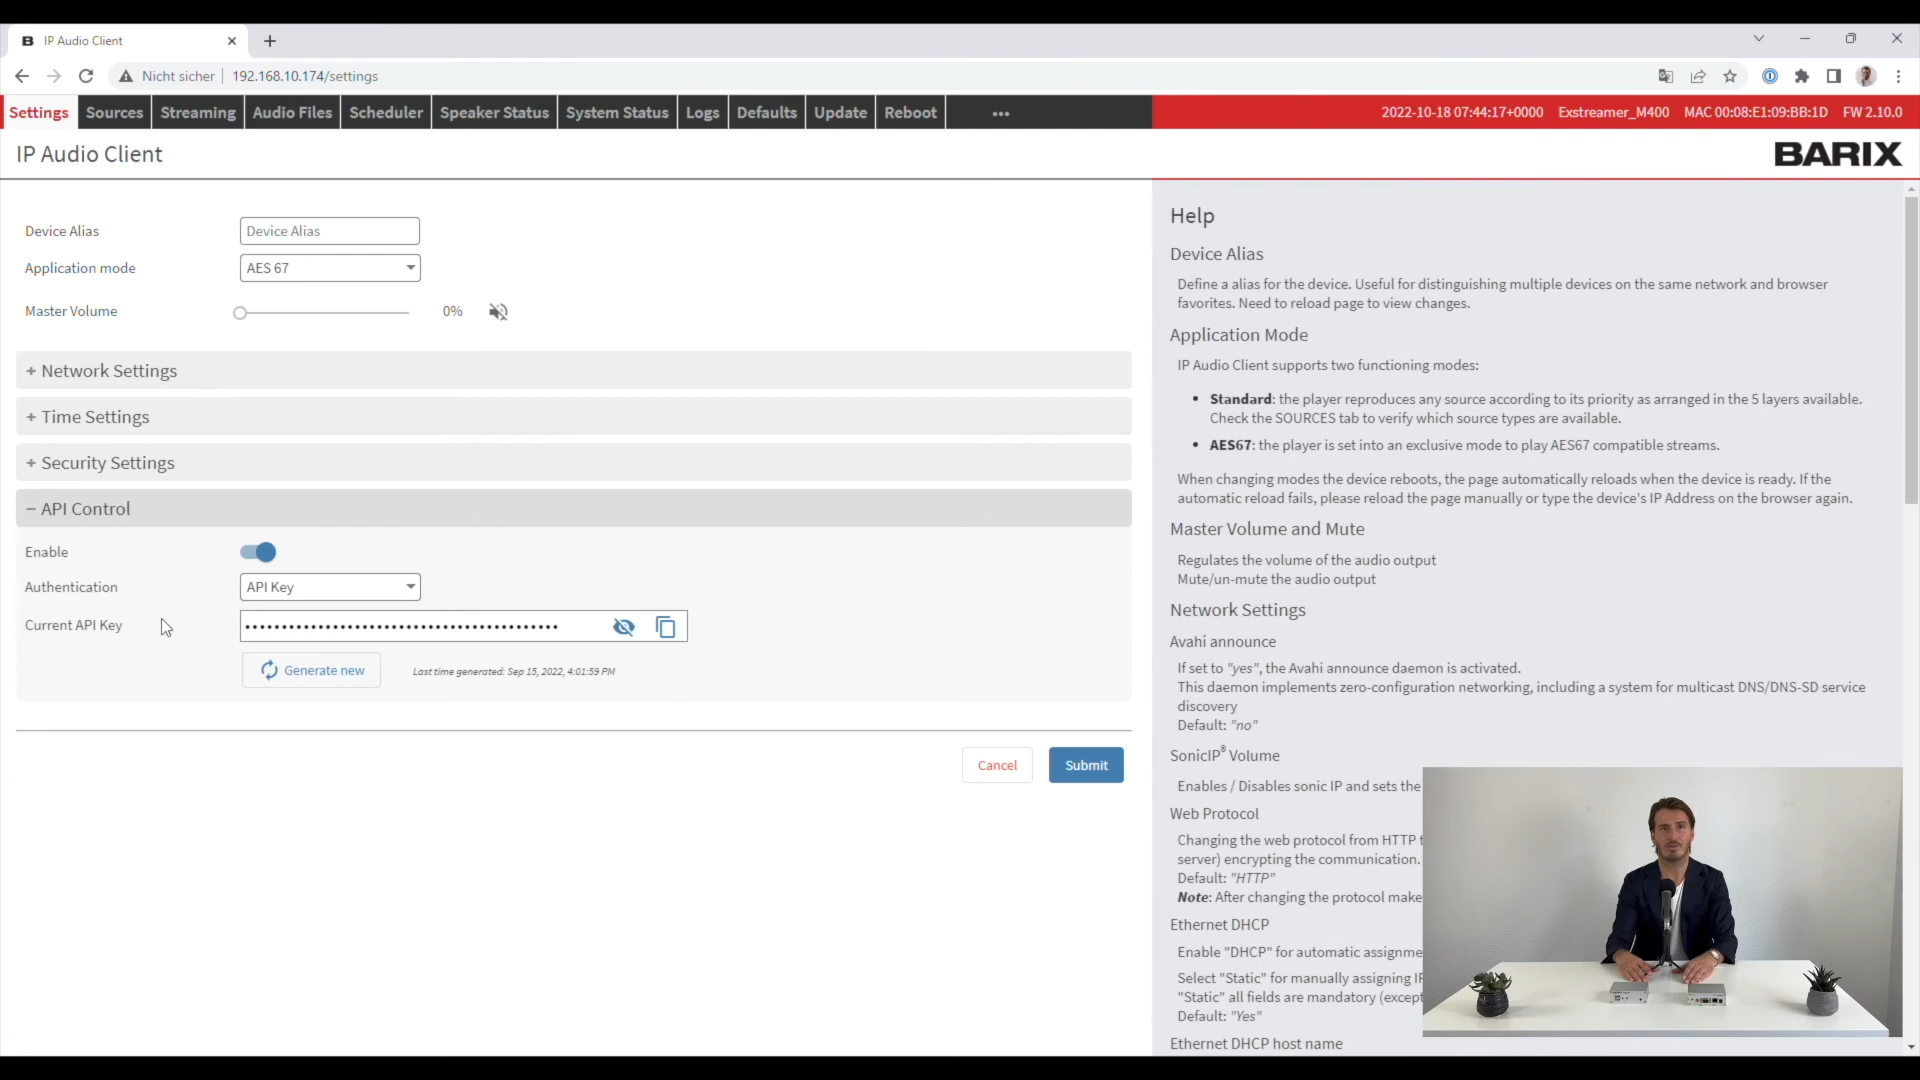 IP Audio Client
Nicht sicher
192.168.10.174/settings
Settings
Sources
Streaming
Audio Files
Scheduler
Speaker Status
System Status
Logs
Defaults
Update
Reboot
•••
2022-10-18 07:44:17+0000
Exstreamer_M400
MAC 00:08:E1:09:BB:1D
FW 2.10.0
IP Audio Client
BARIX
Device Alias
Device Alias
Application mode
AES 67
Master Volume
0%
+ Network Settings
+ Time Settings
+ Security Settings
− API Control
Enable
Authentication
API Key
Current API Key
Generate new
Last time generated: Sep 15, 2022, 4:01:59 PM
Cancel
Submit
Help
Device Alias
Define a alias for the device. Useful for distinguishing multiple devices on the same network and browser
favorites. Need to reload page to view changes.
Application Mode
IP Audio Client supports two functioning modes:
• Standard: the player reproduces any source according to its priority as arranged in the 5 layers available.
Check the SOURCES tab to verify which source types are available.
• AES67: the player is set into an exclusive mode to play AES67 compatible streams.
When changing modes the device reboots, the page automatically reloads when the device is ready. If the
automatic reload fails, please reload the page manually or type the device's IP Address on the browser again.
Master Volume and Mute
Regulates the volume of the audio output
Mute/un-mute the audio output
Network Settings
Avahi announce
If set to "yes", the Avahi announce daemon is activated.
This daemon implements zero-configuration networking, including a system for multicast DNS/DNS-SD service
discovery
Default: "no"
SonicIP® Volume
Enables / Disables sonic IP and sets the
Web Protocol
Changing the web protocol from HTTP
server) encrypting the communication.
Default: "HTTP"
Note: After changing the protocol make
Ethernet DHCP
Enable "DHCP" for automatic assignme
Select "Static" for manually assigning IP
"Static" all fields are mandatory (except
Default: "Yes"
Ethernet DHCP host name